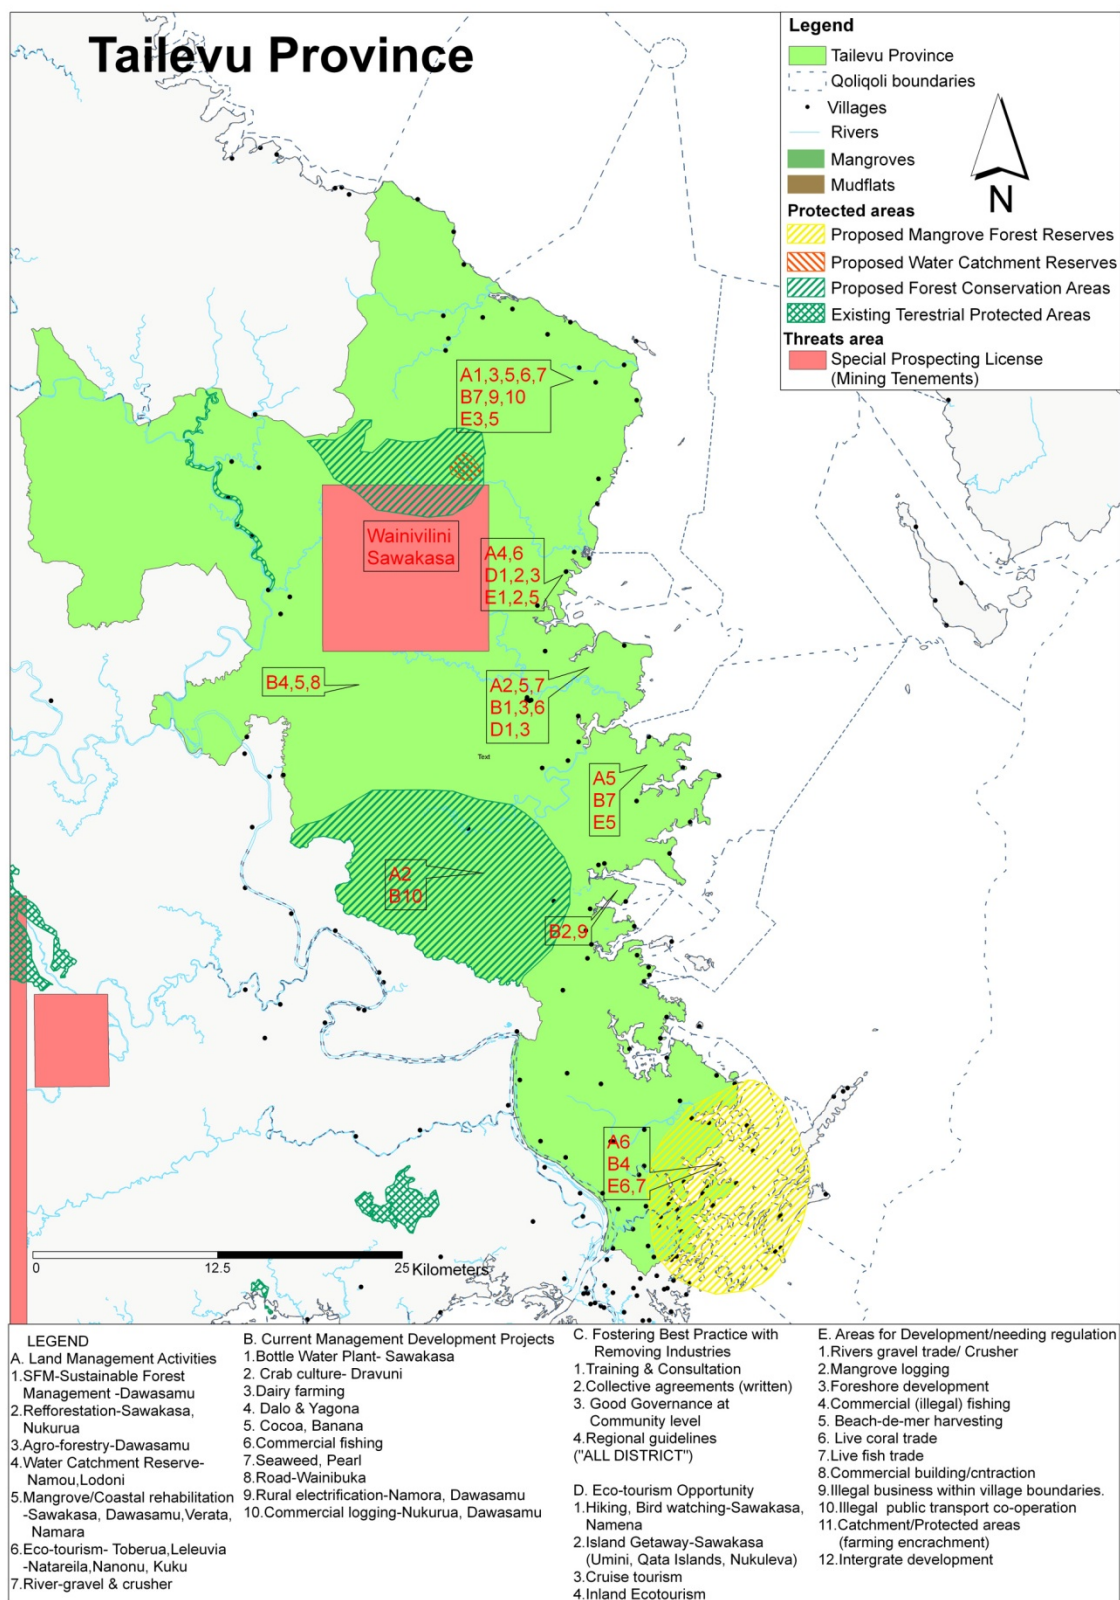 Tailevu Province
Legend
Tailevu Province
Qoliqoli boundaries
Villages
Rivers
Mangroves
Mudflats
Protected areas
Proposed Mangrove Forest Reserves
Proposed Water Catchment Reserves
Proposed Forest Conservation Areas
Existing Terestrial Protected Areas
Threats area
Special Prospecting License
(Mining Tenements)
N
A1,3,5,6,7
B7,9,10
E3,5
Wainivilini
Sawakasa
A4,6
D1,2,3
E1,2,5
B4,5,8
A2,5,7
B1,3,6
D1,3
Text
A5
B7
E5
A2
B10
B2,9
A6
B4
E6,7
0 12.5 25 Kilometers
LEGEND
A. Land Management Activities
1.SFM-Sustainable Forest
Management -Dawasamu
2.Refforestation-Sawakasa,
Nukurua
3.Agro-forestry-Dawasamu
4.Water Catchment Reserve-
Namou,Lodoni
5.Mangrove/Coastal rehabilitation
-Sawakasa, Dawasamu,Verata,
Namara
6.Eco-tourism- Toberua,Leleuvia
-Natareila,Nanonu, Kuku
7.River-gravel & crusher
B. Current Management Development Projects
1.Bottle Water Plant- Sawakasa
2. Crab culture- Dravuni
3.Dairy farming
4. Dalo & Yagona
5. Cocoa, Banana
6.Commercial fishing
7.Seaweed, Pearl
8.Road-Wainibuka
9.Rural electrification-Namora, Dawasamu
10.Commercial logging-Nukurua, Dawasamu
C. Fostering Best Practice with
Removing Industries
1.Training & Consultation
2.Collective agreements (written)
3. Good Governance at
Community level
4.Regional guidelines
("ALL DISTRICT")
D. Eco-tourism Opportunity
1.Hiking, Bird watching-Sawakasa,
Namena
2.Island Getaway-Sawakasa
(Umini, Qata Islands, Nukuleva)
3.Cruise tourism
4.Inland Ecotourism
E. Areas for Development/needing regulation
1.Rivers gravel trade/ Crusher
2.Mangrove logging
3.Foreshore development
4.Commercial (illegal) fishing
5. Beach-de-mer harvesting
6. Live coral trade
7.Live fish trade
8.Commercial building/cntraction
9.Illegal business within village boundaries.
10.Illegal public transport co-operation
11.Catchment/Protected areas
(farming encrachment)
12.Intergrate development